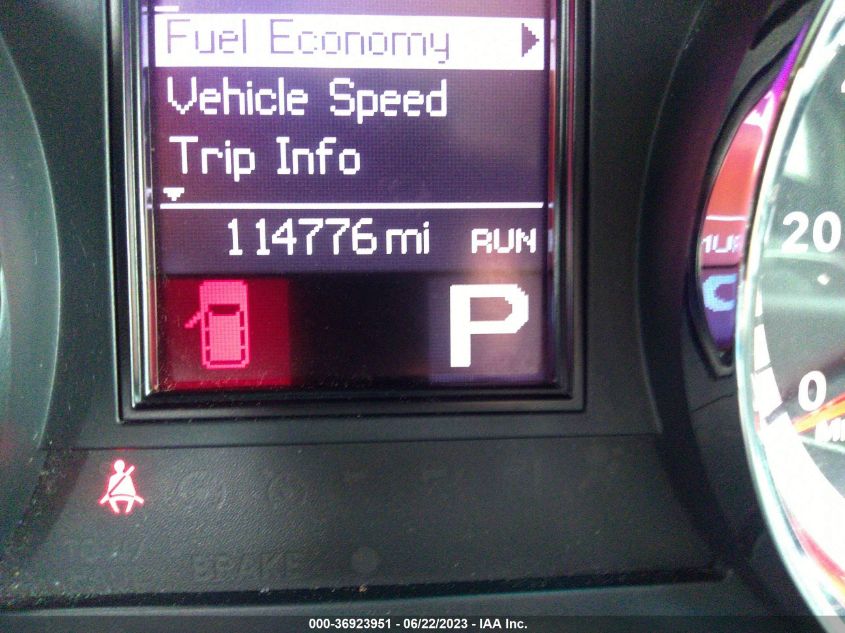 Fuel Economy
Vehicle Speed
Trip Info
114776 mi RUN
P
20
0
BRAKE
000-36923951 - 06/22/2023 - IAA Inc.